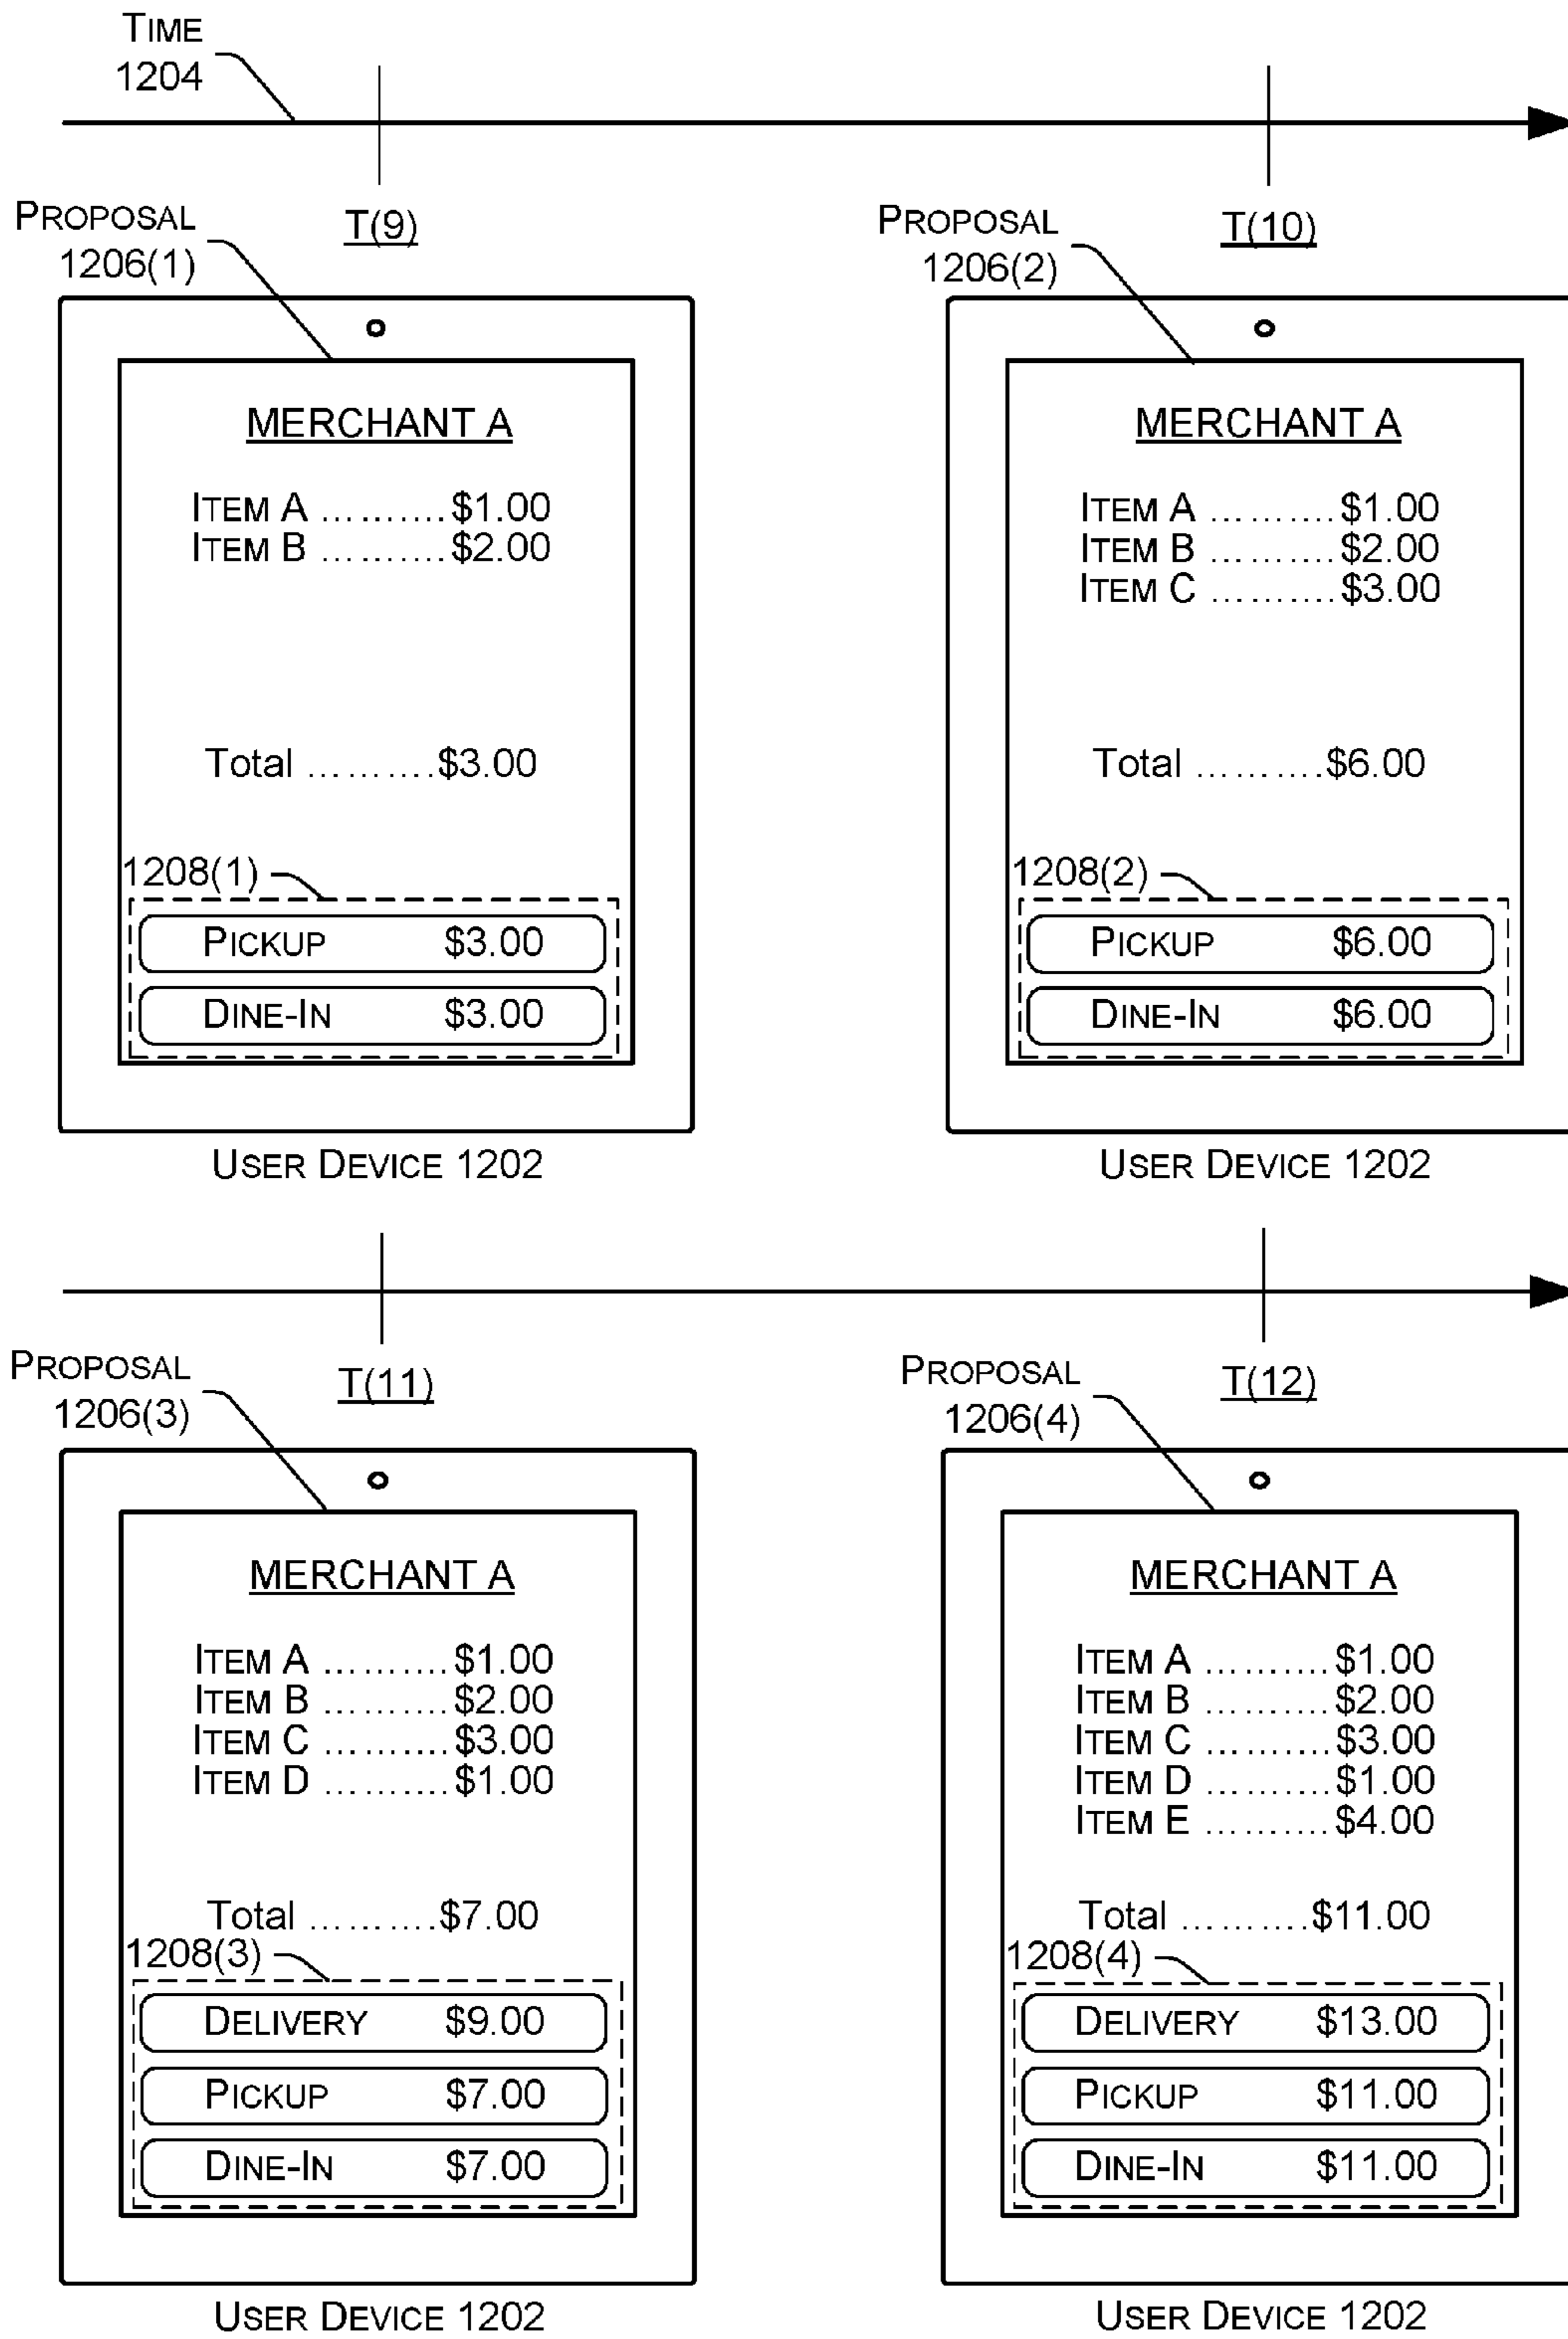 TIME
1204
PROPOSAL
1206(1)
T(9)
PROPOSAL
1206(2)
T(10)
MERCHANT A
ITEM A ..........$1.00
ITEM B ..........$2.00
Total ..........$3.00
1208(1)
PICKUP $3.00
DINE-IN $3.00
USER DEVICE 1202
MERCHANT A
ITEM A ..........$1.00
ITEM B ..........$2.00
ITEM C ..........$3.00
Total ..........$6.00
1208(2)
PICKUP $6.00
DINE-IN $6.00
USER DEVICE 1202
PROPOSAL
1206(3)
T(11)
PROPOSAL
1206(4)
T(12)
MERCHANT A
ITEM A ..........$1.00
ITEM B ..........$2.00
ITEM C ..........$3.00
ITEM D ..........$1.00
Total ..........$7.00
1208(3)
DELIVERY $9.00
PICKUP $7.00
DINE-IN $7.00
USER DEVICE 1202
MERCHANT A
ITEM A ..........$1.00
ITEM B ..........$2.00
ITEM C ..........$3.00
ITEM D ..........$1.00
ITEM E ..........$4.00
Total ..........$11.00
1208(4)
DELIVERY $13.00
PICKUP $11.00
DINE-IN $11.00
USER DEVICE 1202